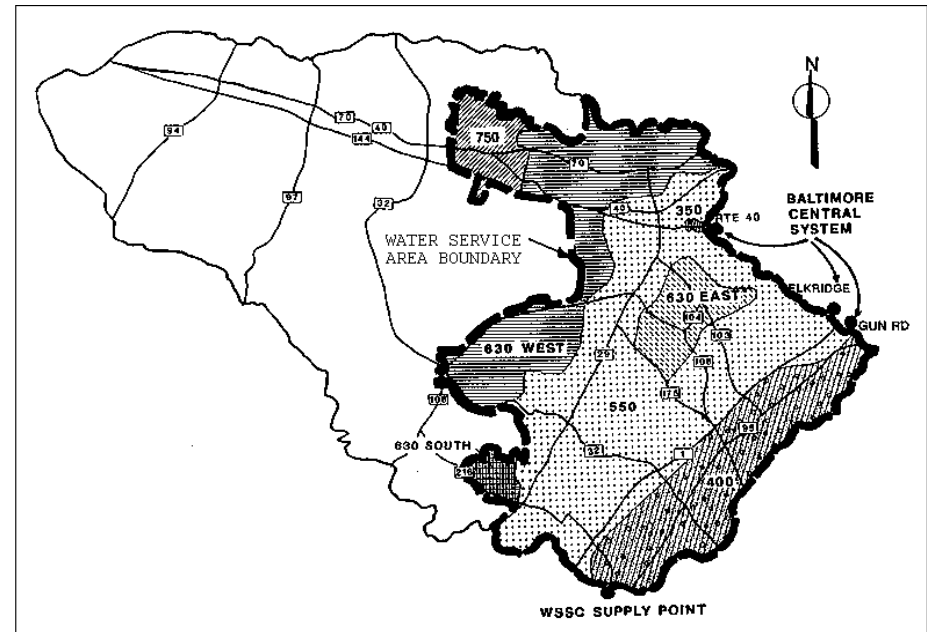 N
70
40
144
94
97
32
750
70
40
350
RTE 40
BALTIMORE
CENTRAL
SYSTEM
WATER SERVICE
AREA BOUNDARY
ELKRIDGE
GUN RD
630 EAST
104
103
108
175
29
630 WEST
108
550
630 SOUTH
216
32
1
95
400
WSSC SUPPLY POINT